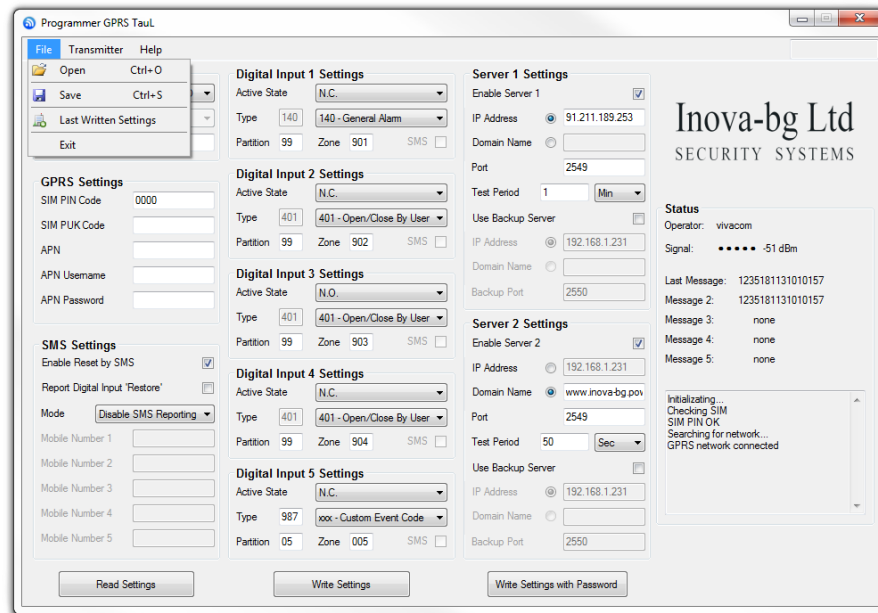 Programmer GPRS TauL
File Transmitter Help
Open Ctrl+O
Save Ctrl+S
Last Written Settings
Exit
GPRS Settings
SIM PIN Code 0000
SIM PUK Code
APN
APN Username
APN Password
SMS Settings
Enable Reset by SMS
Report Digital Input 'Restore'
Mode Disable SMS Reporting
Mobile Number 1
Mobile Number 2
Mobile Number 3
Mobile Number 4
Mobile Number 5
Read Settings
Digital Input 1 Settings
Active State N.C.
Type 140 140 - General Alarm
Partition 99 Zone 901 SMS
Digital Input 2 Settings
Active State N.C.
Type 401 401 - Open/Close By User
Partition 99 Zone 902 SMS
Digital Input 3 Settings
Active State N.O.
Type 401 401 - Open/Close By User
Partition 99 Zone 903 SMS
Digital Input 4 Settings
Active State N.C.
Type 401 401 - Open/Close By User
Partition 99 Zone 904 SMS
Digital Input 5 Settings
Active State N.C.
Type 987 xxx - Custom Event Code
Partition 05 Zone 005 SMS
Write Settings
Server 1 Settings
Enable Server 1
IP Address 91.211.189.253
Domain Name
Port 2549
Test Period 1 Min
Use Backup Server
IP Address 192.168.1.231
Domain Name
Backup Port 2550
Server 2 Settings
Enable Server 2
IP Address 192.168.1.231
Domain Name www.inova-bg.pov
Port 2549
Test Period 50 Sec
Use Backup Server
IP Address 192.168.1.231
Domain Name
Backup Port 2550
Write Settings with Password
Inova-bg Ltd
SECURITY SYSTEMS
Status
Operator: vivacom
Signal: ••••• -51 dBm
Last Message: 1235181131010157
Message 2: 1235181131010157
Message 3: none
Message 4: none
Message 5: none
Initializating...
Checking SIM
SIM PIN OK
Searching for network...
GPRS network connected